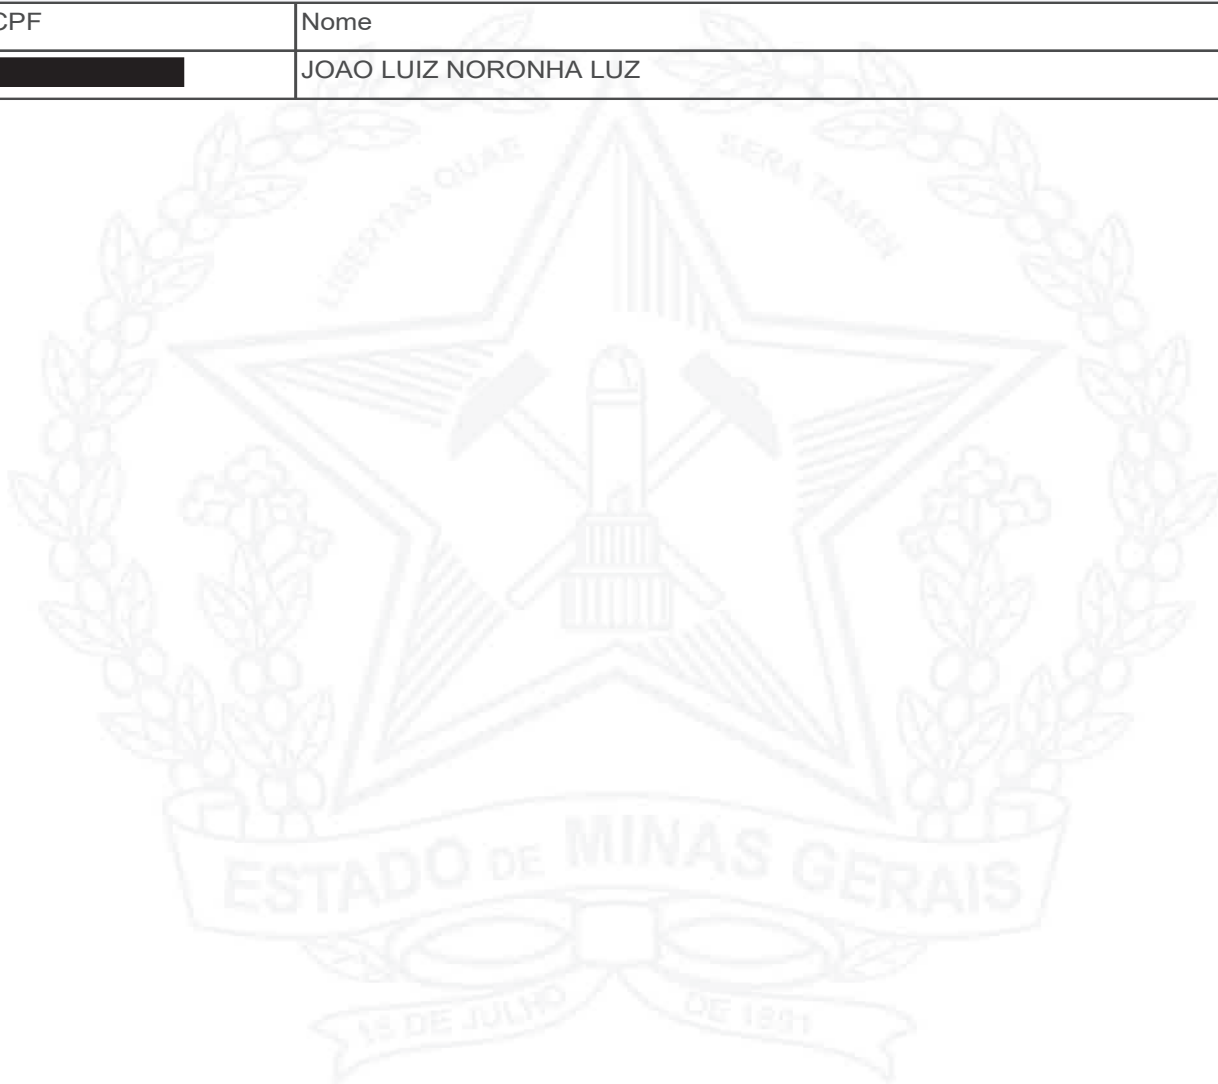 CPF Nome
JOAO LUIZ NORONHA LUZ
LIBERTAS QUAE SERA TAMEN
ESTADO DE MINAS GERAIS
15 DE JULHO DE 1891